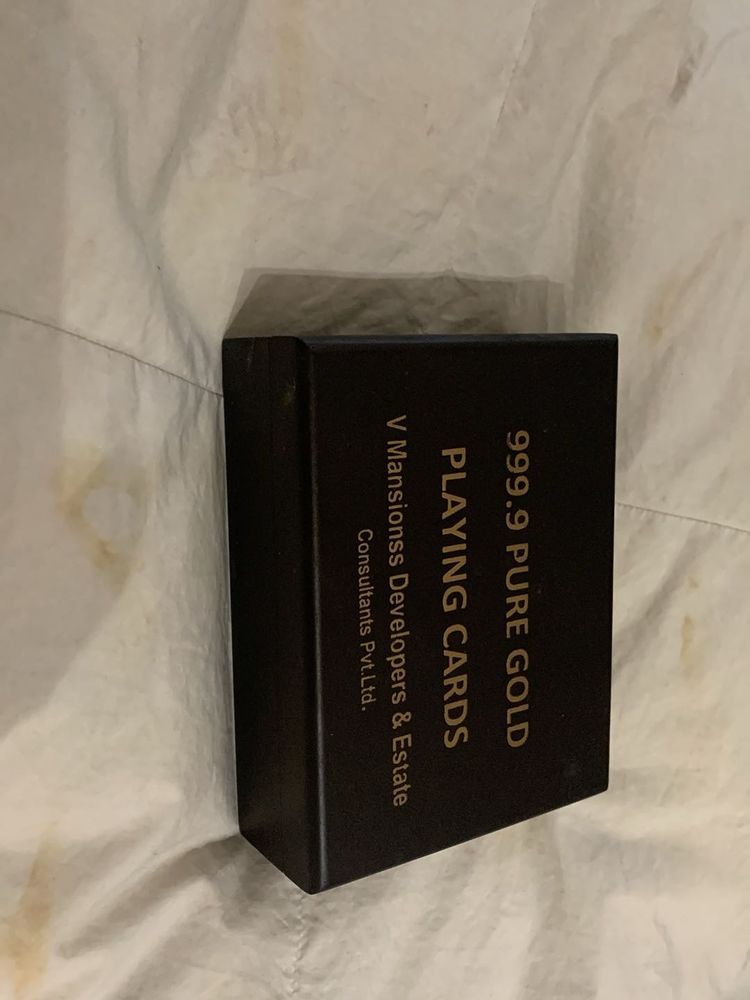 999.9 PURE GOLD
PLAYING CARDS
V Mansionss Developers & Estate
Consultants Pvt.Ltd.